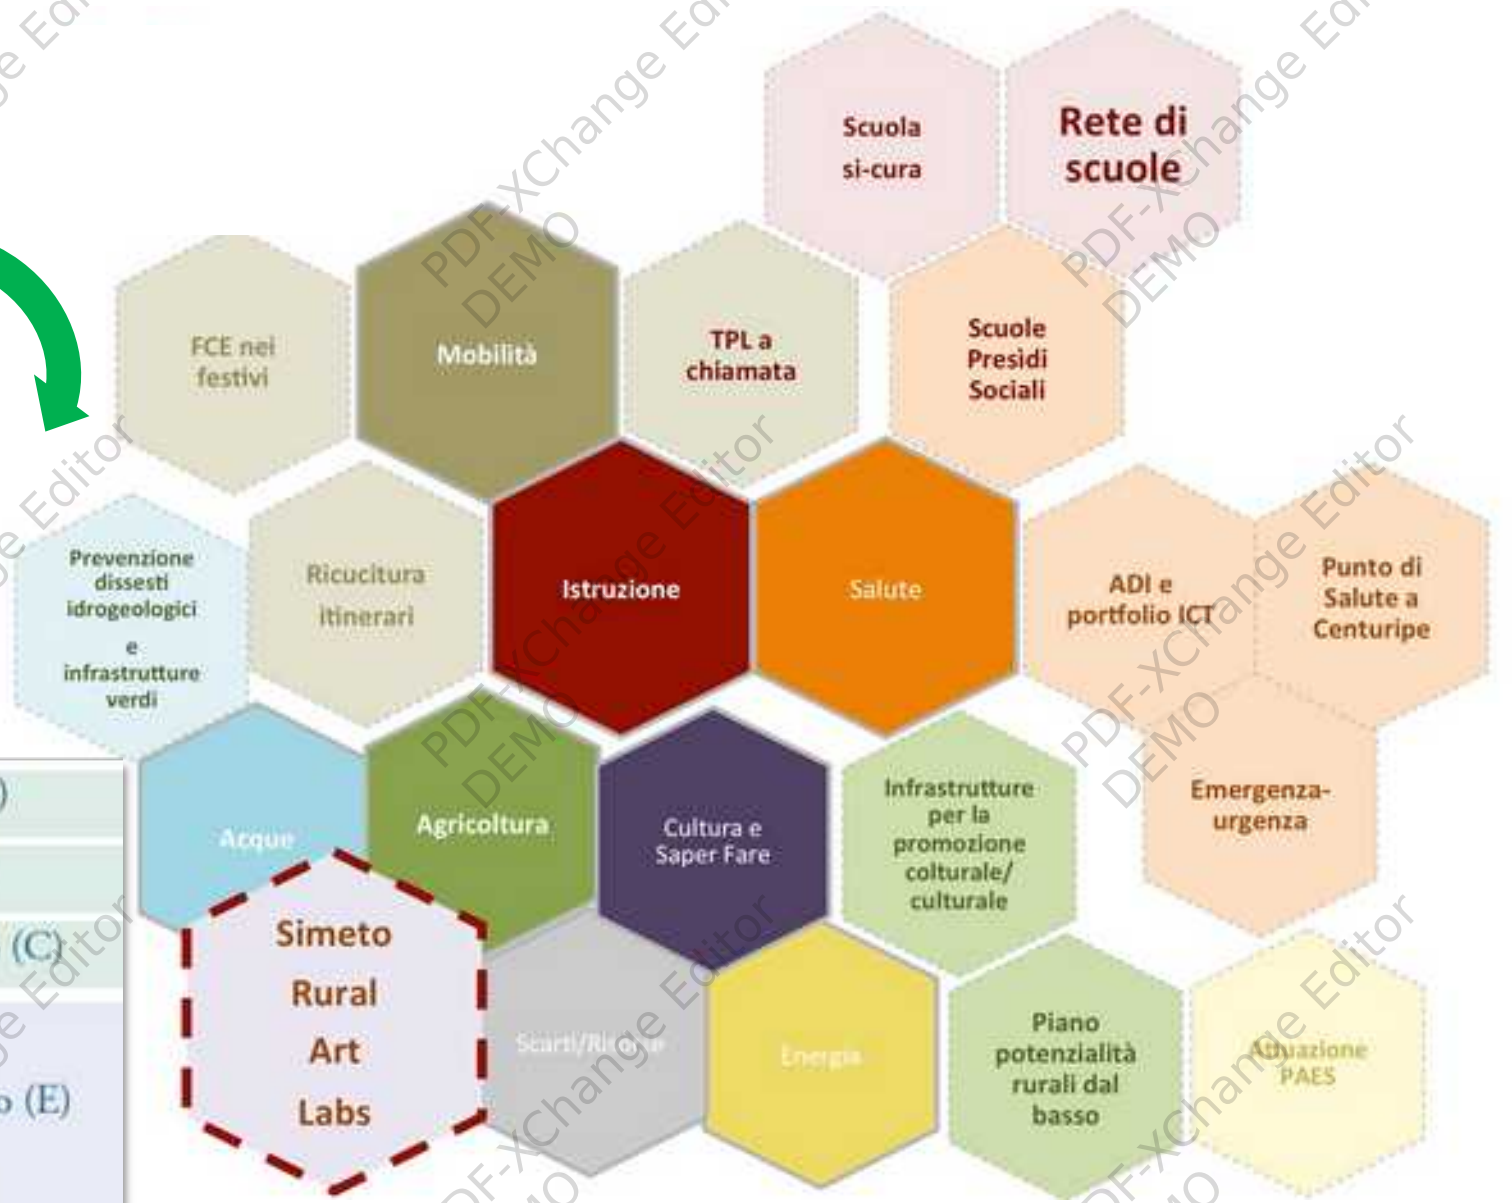 Scuola
si-cura
Rete di
scuole
FCE nei
festivi
Mobilità
TPL a
chiamata
Scuole
Presìdi
Sociali
Prevenzione
dissesti
idrogeologici
e
infrastrutture
verdi
Ricucitura
itinerari
Istruzione
Salute
ADI e
portfolio ICT
Punto di
Salute a
Centuripe
Acque
Agricoltura
Cultura e
Saper Fare
Infrastrutture
per la
promozione
colturale/
culturale
Emergenza-
urgenza
)
(C)
(E)
Simeto
Rural
Art
Labs
Scarti/Risorse
Energia
Piano
potenzialità
rurali dal
basso
Attuazione
PAES
PDF-XChange Editor
DEMO